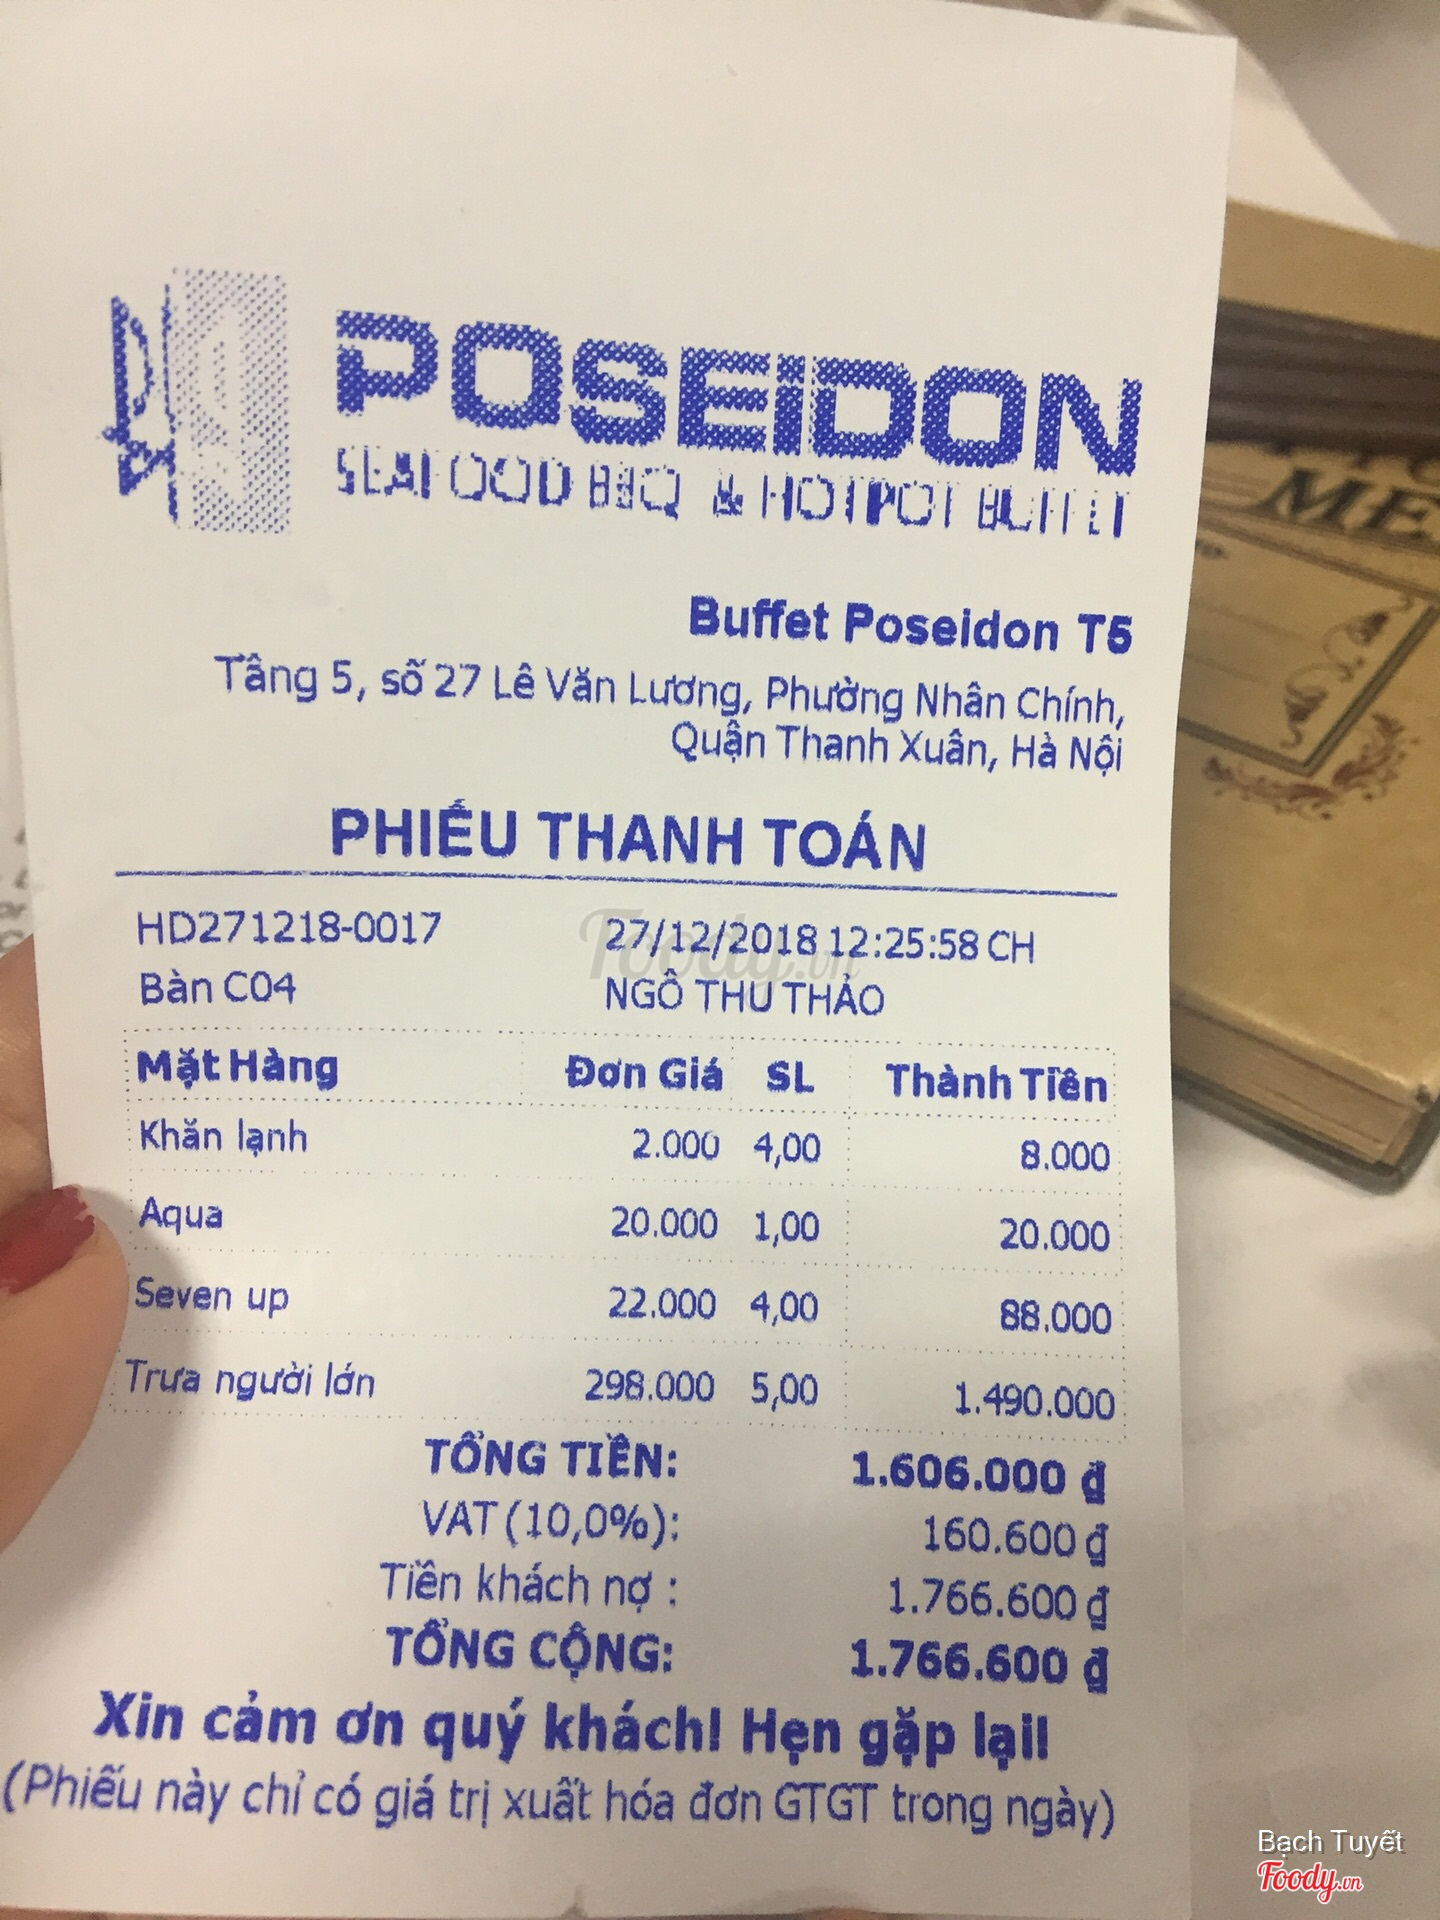 POSEIDON
SEAFOOD BBQ & HOTPOT BUFFET
Buffet Poseidon T5
Tầng 5, số 27 Lê Văn Lương, Phường Nhân Chính,
Quận Thanh Xuân, Hà Nội
PHIẾU THANH TOÁN
HD271218-0017 27/12/2018 12:25:58 CH
Bàn C04 NGÔ THU THẢO
Mặt Hàng Đơn Giá SL Thành Tiền
Khăn lạnh 2.000 4,00 8.000
Aqua 20.000 1,00 20.000
Seven up 22.000 4,00 88.000
Trưa người lớn 298.000 5,00 1.490.000
TỔNG TIỀN: 1.606.000 ₫
VAT (10,0%): 160.600 ₫
Tiền khách nợ : 1.766.600 ₫
TỔNG CỘNG: 1.766.600 ₫
Xin cảm ơn quý khách! Hẹn gặp lại!
(Phiếu này chỉ có giá trị xuất hóa đơn GTGT trong ngày)
Foody.vn
Bạch Tuyết
Foody.vn